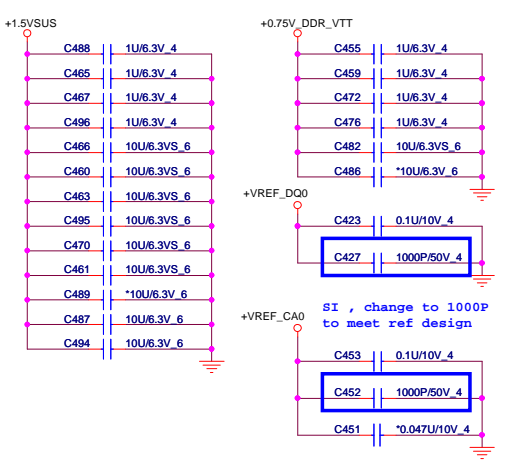 +1.5VSUS
C488 1U/6.3V_4
C465 1U/6.3V_4
C467 1U/6.3V_4
C496 1U/6.3V_4
C466 10U/6.3VS_6
C460 10U/6.3VS_6
C463 10U/6.3VS_6
C495 10U/6.3VS_6
C470 10U/6.3VS_6
C461 10U/6.3VS_6
C489 *10U/6.3V_6
C487 10U/6.3V_6
C494 10U/6.3V_6
+0.75V_DDR_VTT
C455 1U/6.3V_4
C459 1U/6.3V_4
C472 1U/6.3V_4
C476 1U/6.3V_4
C482 10U/6.3VS_6
C486 *10U/6.3V_6
+VREF_DQ0
C423 0.1U/10V_4
C427 1000P/50V_4
SI , change to 1000P
to meet ref design
+VREF_CA0
C453 0.1U/10V_4
C452 1000P/50V_4
C451 *0.047U/10V_4